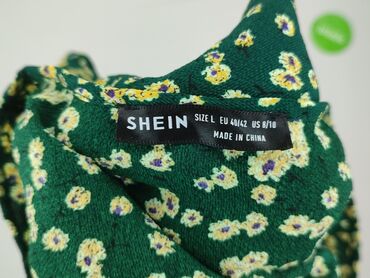 SHEIN
SIZE L EU 40/42 US 8/10
MADE IN CHINA